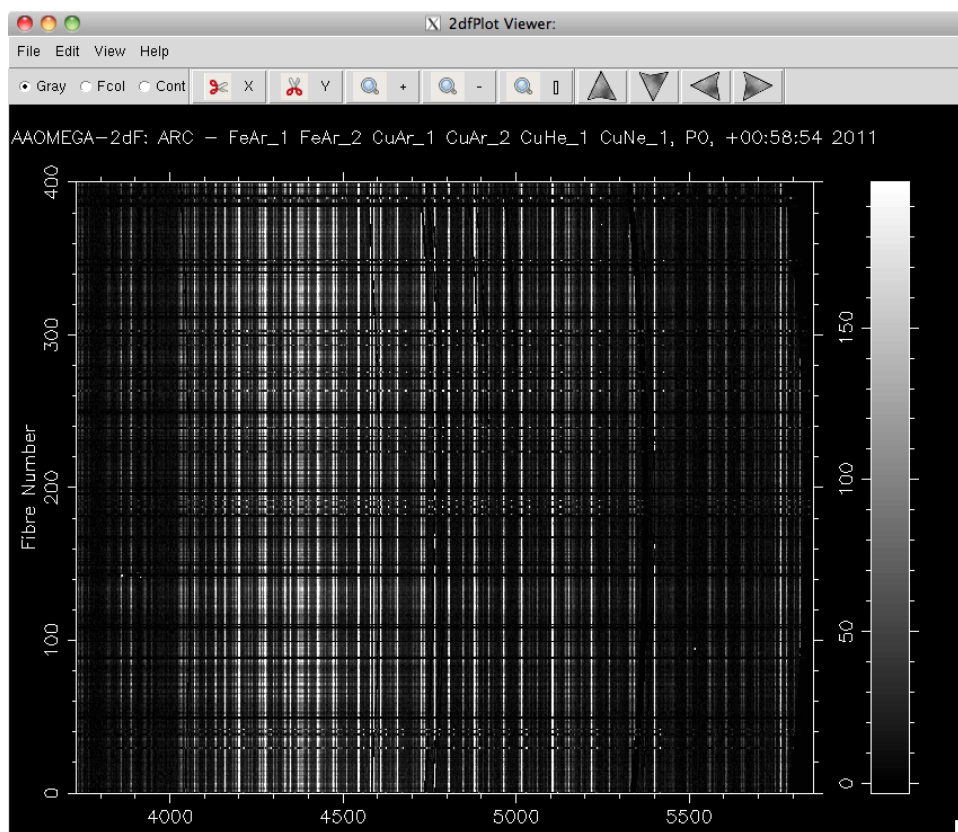 2dfPlot Viewer:
File Edit View Help
Gray Fcol Cont X Y + - []
AAOMEGA-2dF: ARC - FeAr_1 FeAr_2 CuAr_1 CuAr_2 CuHe_1 CuNe_1, P0, +00:58:54 2011
400
300
200
100
0
Fibre Number
4000 4500 5000 5500
150
100
50
0